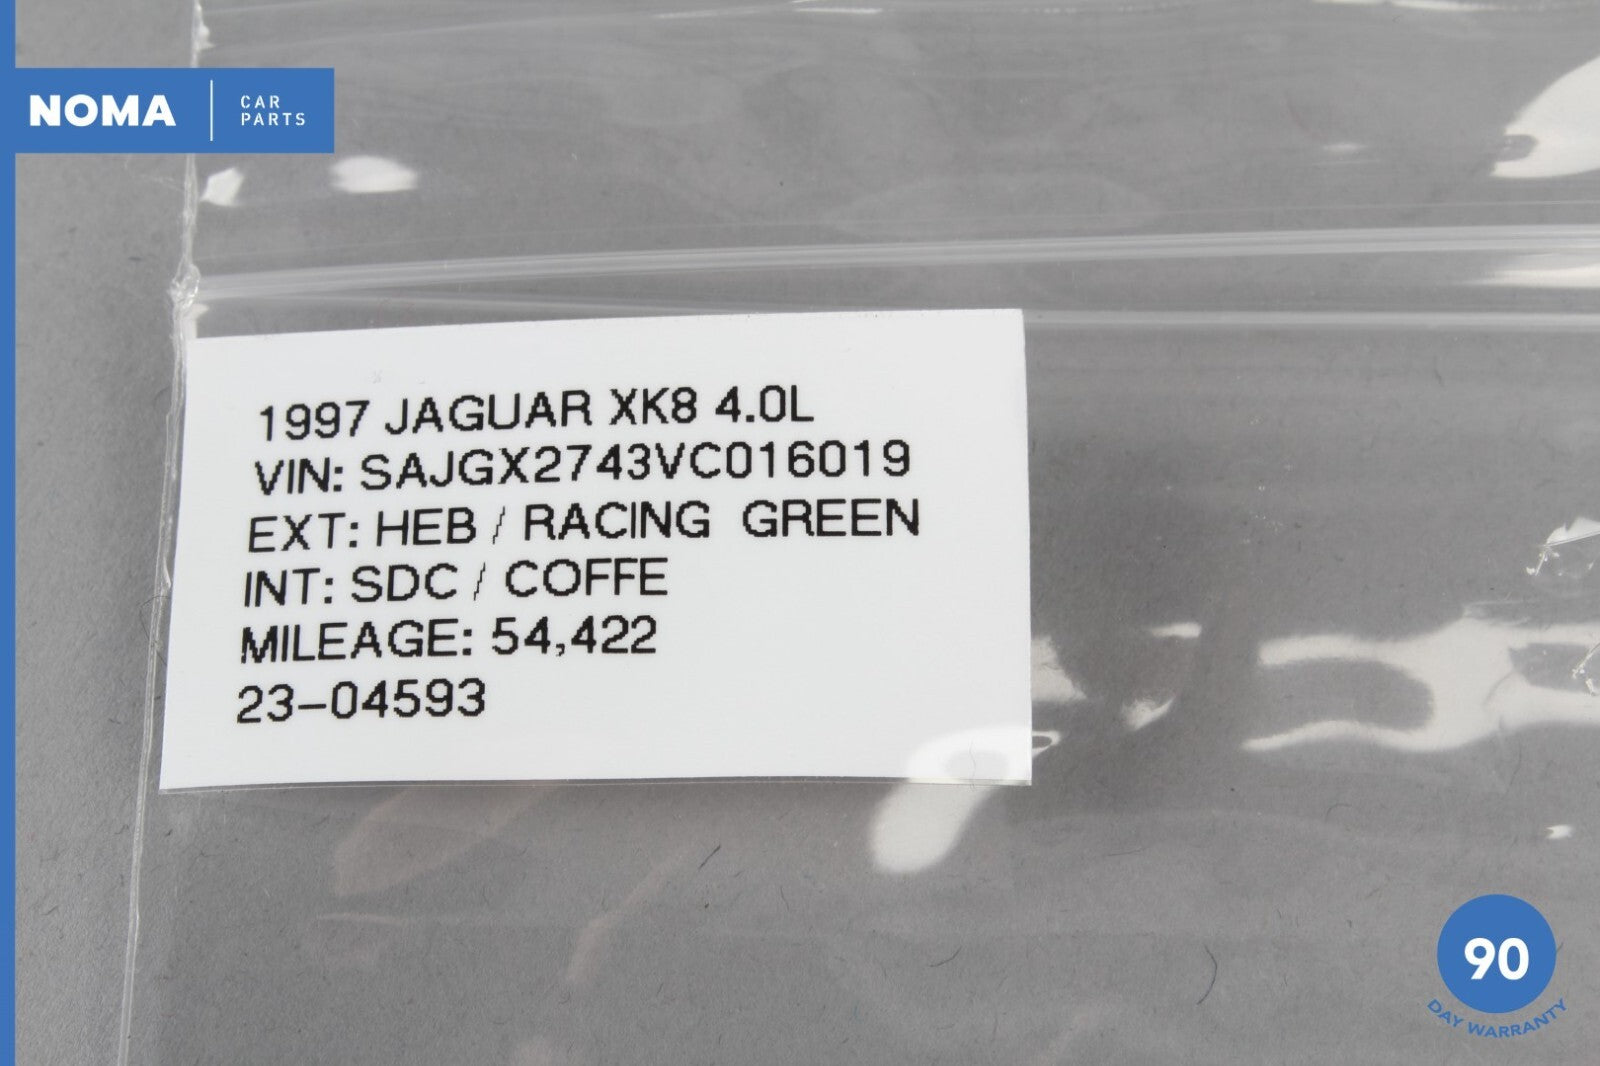 NOMA
CAR
PARTS
1997 JAGUAR XK8 4.0L
VIN: SAJGX2743VC016019
EXT: HEB / RACING GREEN
INT: SDC / COFFE
MILEAGE: 54,422
23-04593
90
DAY WARRANTY